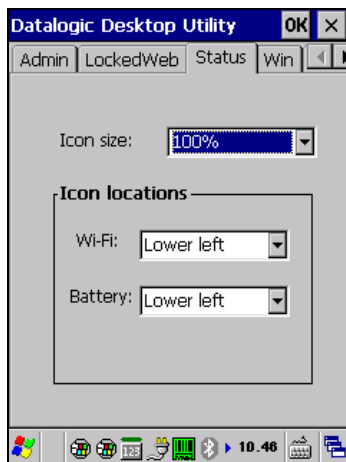 Datalogic Desktop Utility OK ×
Admin LockedWeb Status Win
Icon size: 100%
Icon locations
Wi-Fi: Lower left
Battery: Lower left
123 10.46